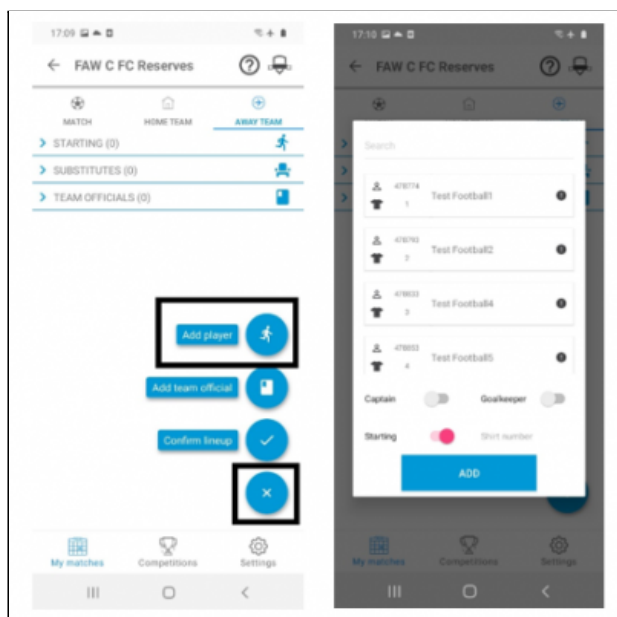 17:09
FAW C FC Reserves
MATCH HOME TEAM AWAY TEAM
STARTING (0)
SUBSTITUTES (0)
TEAM OFFICIALS (0)
Add player
Add team official
Confirm lineup
My matches Competitions Settings
17:10
FAW C FC Reserves
Search
478774
1 Test Football1
2 Test Football2
3 Test Football4
4 Test Football5
Captain Goalkeeper
Starting Shirt number
ADD
My matches Competitions Settings